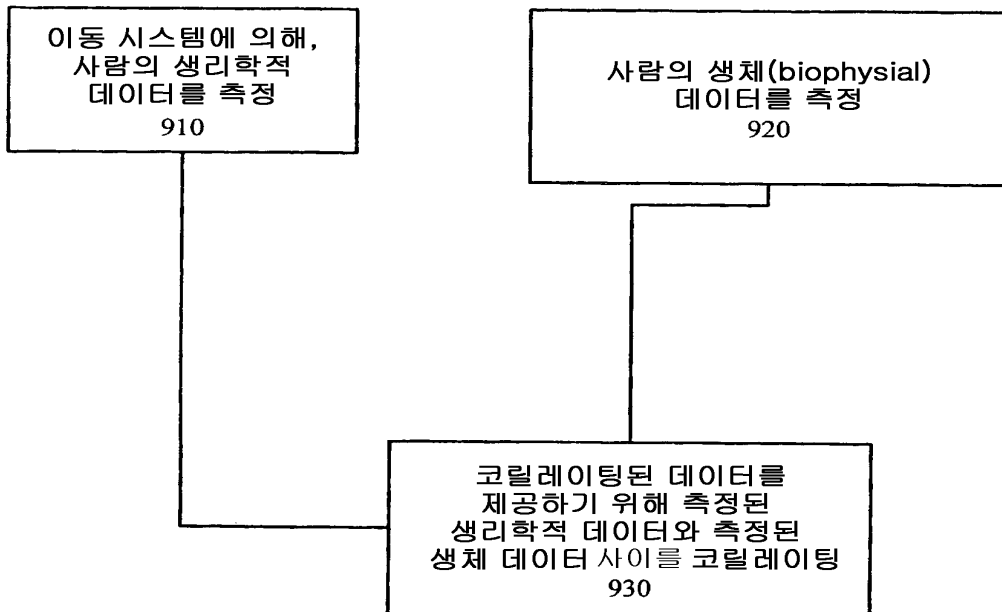 이동 시스템에 의해,
사람의 생리학적
데이터를 측정
910
사람의 생체(biophysial)
데이터를 측정
920
코릴레이팅된 데이터를
제공하기 위해 측정된
생리학적 데이터와 측정된
생체 데이터 사이를 코릴레이팅
930